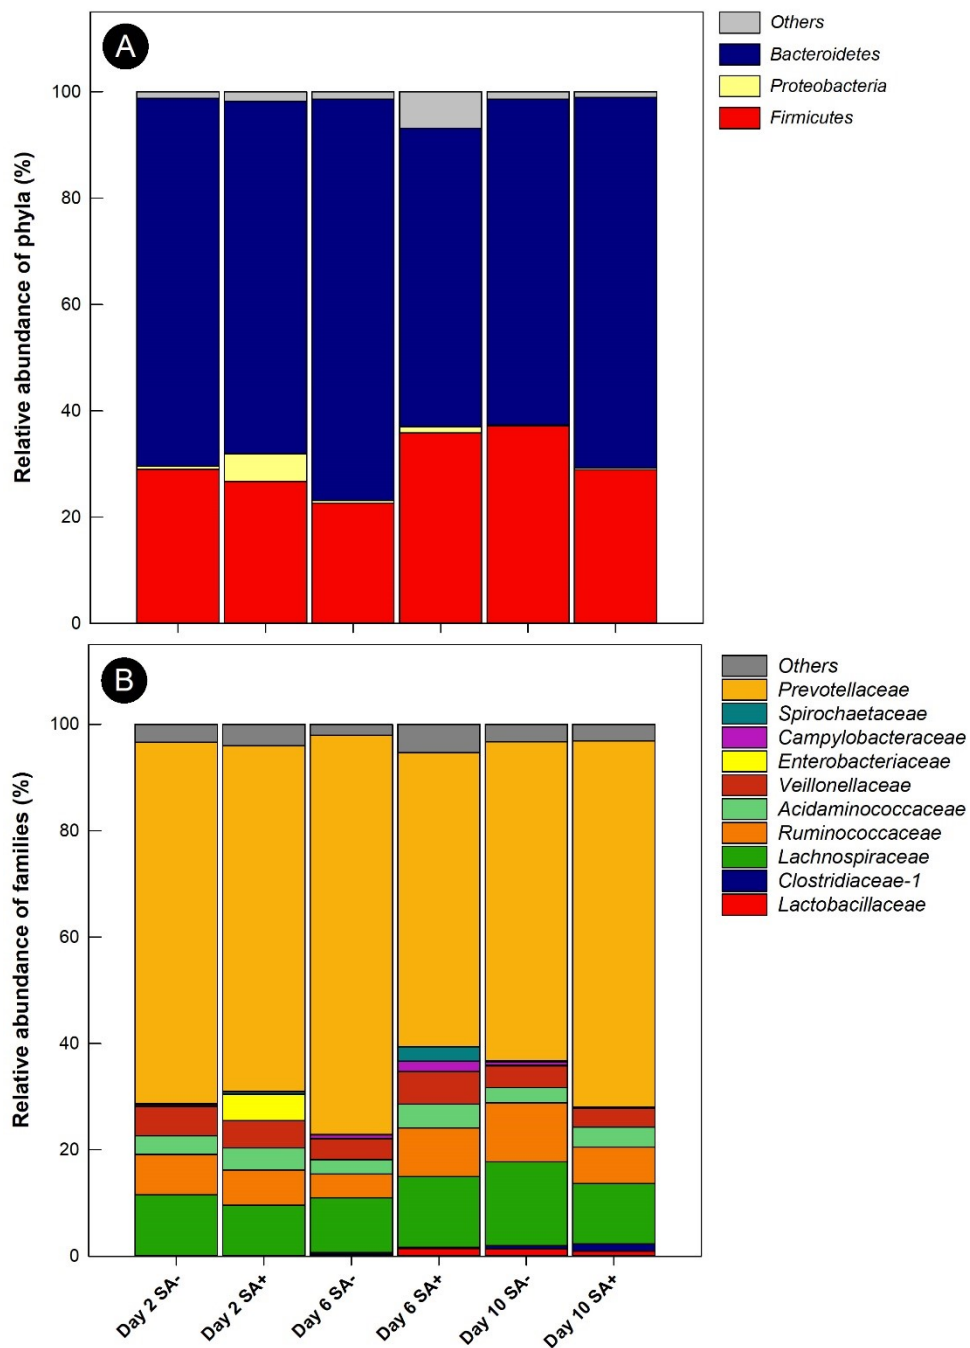 A
Others
Bacteroidetes
Proteobacteria
Firmicutes
Relative abundance of phyla (%)
100
80
60
40
20
0
B
Others
Prevotellaceae
Spirochaetaceae
Campylobacteraceae
Enterobacteriaceae
Veillonellaceae
Acidaminococcaceae
Ruminococcaceae
Lachnospiraceae
Clostridiaceae-1
Lactobacillaceae
Relative abundance of families (%)
100
80
60
40
20
0
Day 2 SA-
Day 2 SA+
Day 6 SA-
Day 6 SA+
Day 10 SA-
Day 10 SA+